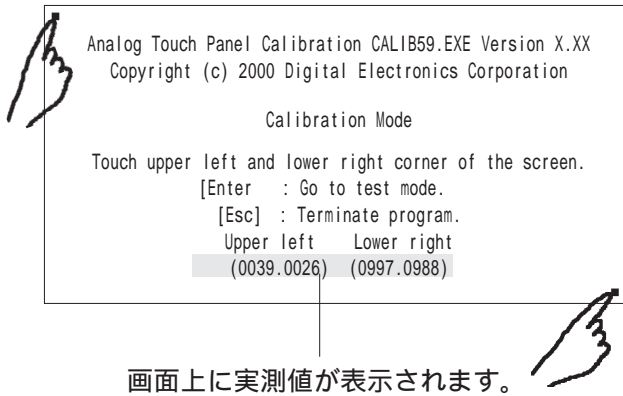 Analog Touch Panel Calibration CALIB59.EXE Version X.XX
Copyright (c) 2000 Digital Electronics Corporation
Calibration Mode
Touch upper left and lower right corner of the screen.
[Enter : Go to test mode.
[Esc] : Terminate program.
Upper left Lower right
(0039.0026) (0997.0988)
画面上に実測値が表示されます。